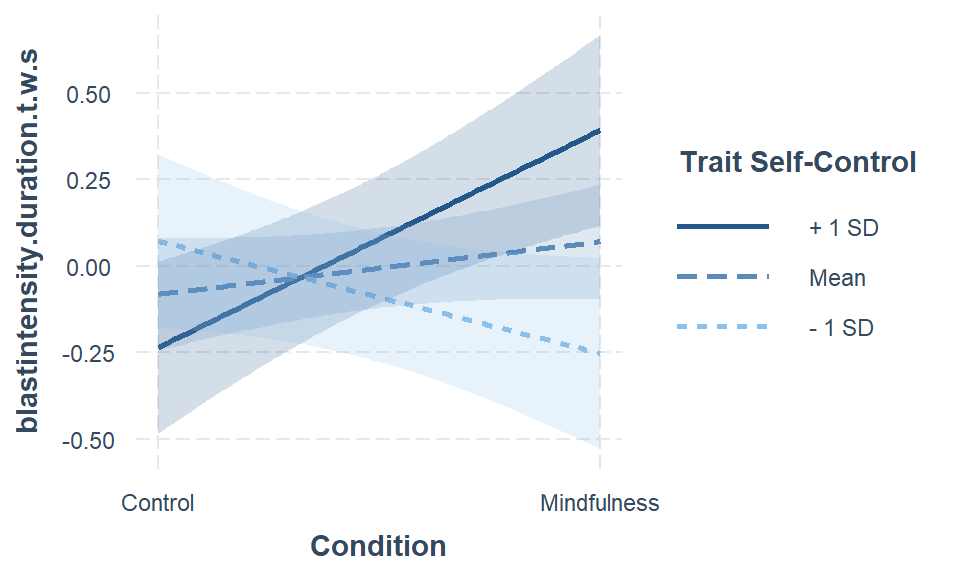 blastintensity.duration.t.w.s
0.50
0.25
0.00
-0.25
-0.50
Control
Mindfulness
Condition
Trait Self-Control
+ 1 SD
Mean
- 1 SD